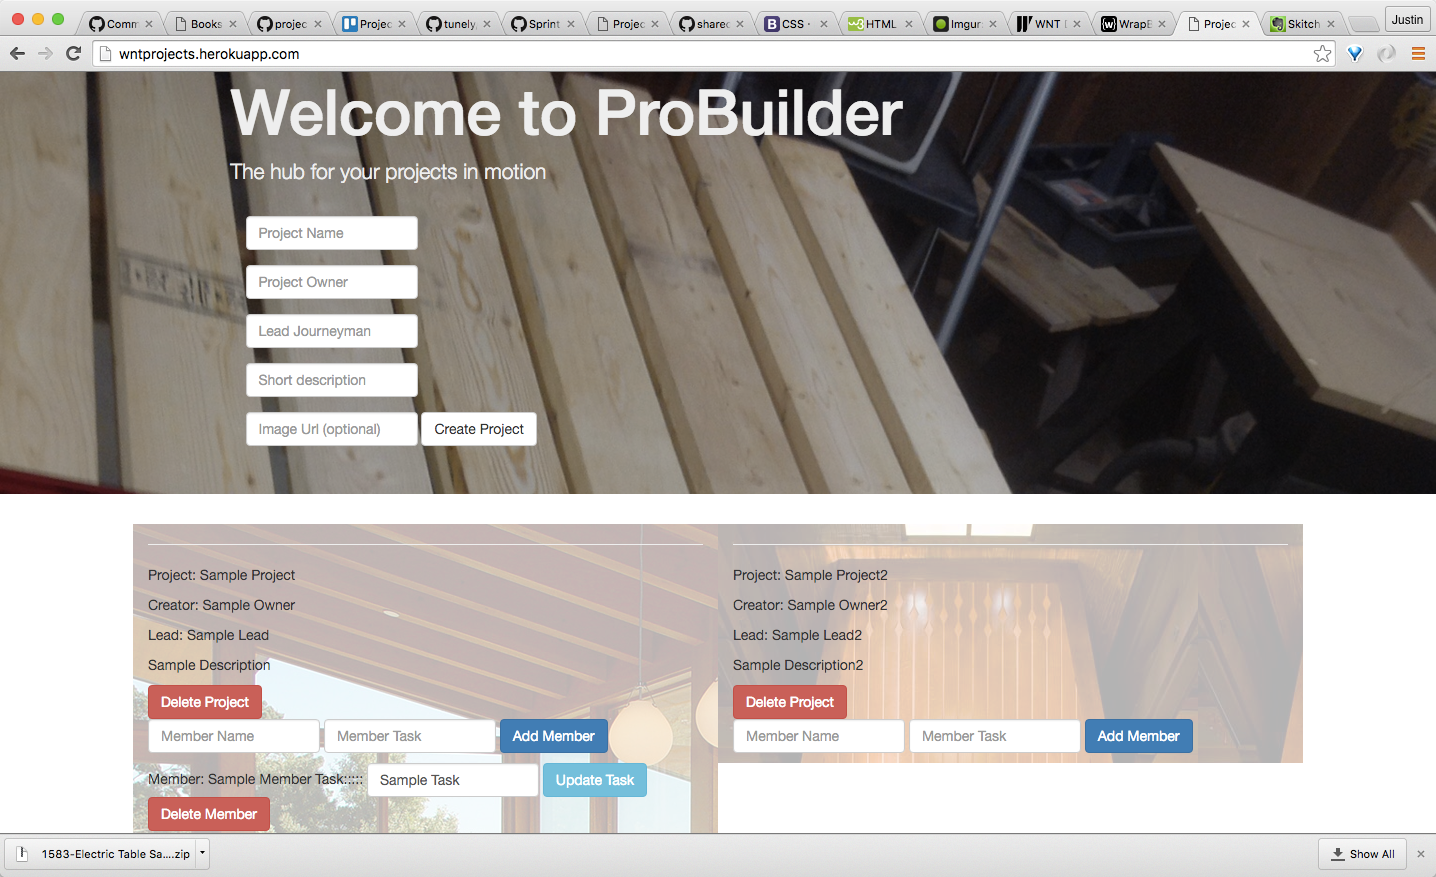 Comm
Books
projec
Projec
tunely
Sprint
Projec
shared
CSS
HTML
Imgur
WNT
WrapB
Projec
Skitch
Justin
wntprojects.herokuapp.com
Welcome to ProBuilder
The hub for your projects in motion
Project Name
Project Owner
Lead Journeyman
Short description
Image Url (optional) Create Project
Project: Sample Project
Creator: Sample Owner
Lead: Sample Lead
Sample Description
Delete Project
Member Name Member Task Add Member
Member: Sample Member Task::::: Sample Task Update Task
Delete Member
Project: Sample Project2
Creator: Sample Owner2
Lead: Sample Lead2
Sample Description2
Delete Project
Member Name Member Task Add Member
1583-Electric Table Sa....zip
Show All